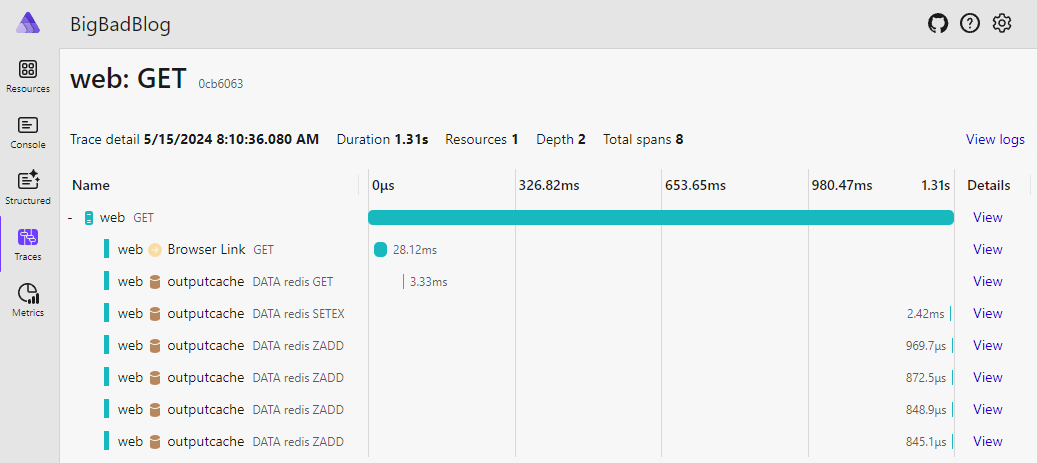 BigBadBlog
Resources
Console
Structured
Traces
Metrics
web: GET 0cb6063
Trace detail 5/15/2024 8:10:36.080 AM Duration 1.31s Resources 1 Depth 2 Total spans 8 View logs
Name 0μs 326.82ms 653.65ms 980.47ms 1.31s Details
- web GET View
web Browser Link GET 28.12ms View
web outputcache DATA redis GET 3.33ms View
web outputcache DATA redis SETEX 2.42ms View
web outputcache DATA redis ZADD 969.7μs View
web outputcache DATA redis ZADD 872.5μs View
web outputcache DATA redis ZADD 848.9μs View
web outputcache DATA redis ZADD 845.1μs View